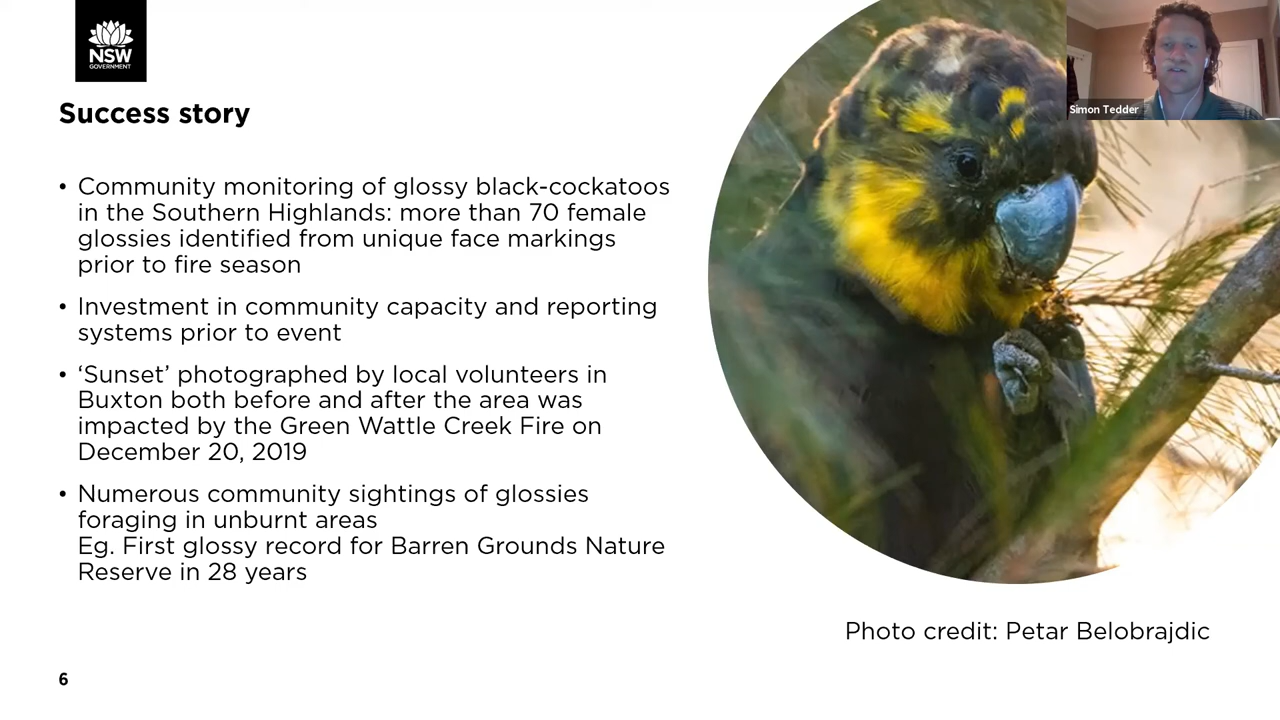 NSW
GOVERNMENT
Simon Tedder
Success story
• Community monitoring of glossy black-cockatoos
in the Southern Highlands: more than 70 female
glossies identified from unique face markings
prior to fire season
• Investment in community capacity and reporting
systems prior to event
• ‘Sunset’ photographed by local volunteers in
Buxton both before and after the area was
impacted by the Green Wattle Creek Fire on
December 20, 2019
• Numerous community sightings of glossies
foraging in unburnt areas
Eg. First glossy record for Barren Grounds Nature
Reserve in 28 years
Photo credit: Petar Belobrajdic
6